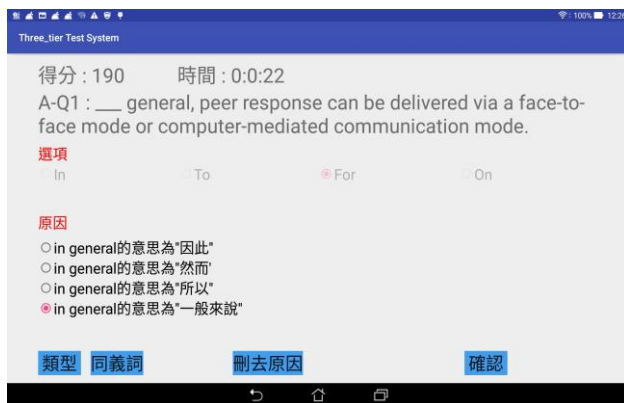 100% 12:26
Three_tier Test System
得分 : 190 時間 : 0:0:22
A-Q1 : ___ general, peer response can be delivered via a face-to-
face mode or computer-mediated communication mode.
選項
In To For On
原因
in general的意思為"因此"
in general的意思為"然而'
in general的意思為"所以"
in general的意思為"一般來說"
類型 同義詞 刪去原因 確認